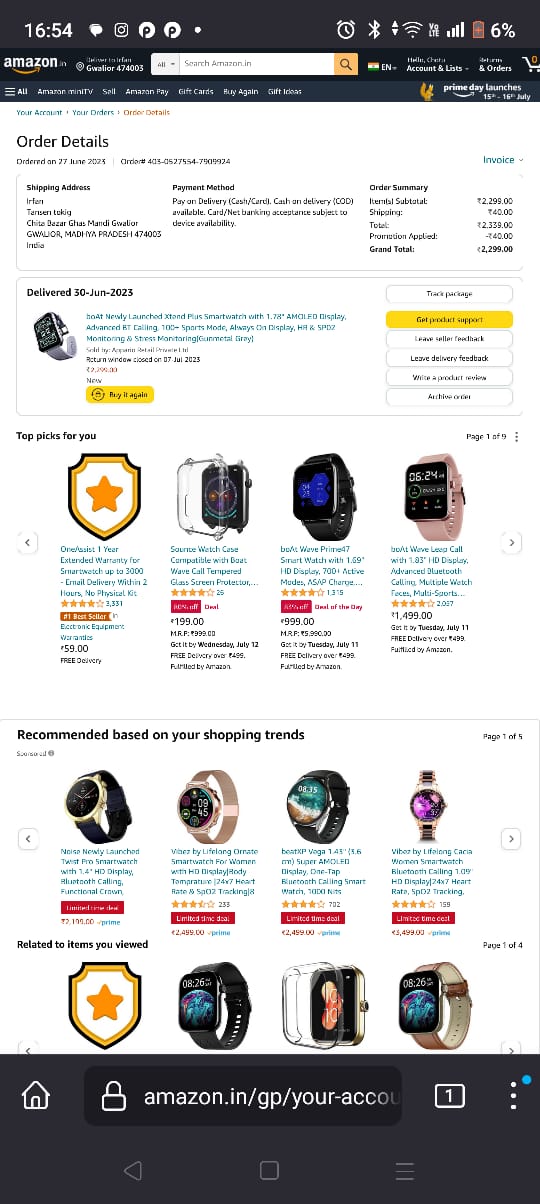 16:54
Vo LTE
6%
amazon.in
Deliver to Irfan
Gwalior 474003
All
Search Amazon.in
EN
Hello, Chotu
Account & Lists
Returns
& Orders
0
All Amazon miniTV Sell Amazon Pay Gift Cards Buy Again Gift Ideas
prime day launches
15th - 16th July
Your Account › Your Orders › Order Details
Order Details
Ordered on 27 June 2023 | Order# 403-0527554-7909924
Invoice
Shipping Address
Irfan
Tansen tokig
Chita Bazar Ghas Mandi Gwalior
GWALIOR, MADHYA PRADESH 474003
India
Payment Method
Pay on Delivery (Cash/Card). Cash on delivery (COD)
available. Card/Net banking acceptance subject to
device availability.
Order Summary
Item(s) Subtotal: ₹2,299.00
Shipping: ₹40.00
Total: ₹2,339.00
Promotion Applied: -₹40.00
Grand Total: ₹2,299.00
Delivered 30-Jun-2023
boAt Newly Launched Xtend Plus Smartwatch with 1.78" AMOLED Display,
Advanced BT Calling, 100+ Sports Mode, Always On Display, HR & SPO2
Monitoring & Stress Monitoring(Gunmetal Grey)
Sold by: Appario Retail Private Ltd
Return window closed on 07-Jul-2023
₹2,299.00
New
Buy it again
Track package
Get product support
Leave seller feedback
Leave delivery feedback
Write a product review
Archive order
Top picks for you
Page 1 of 9
OneAssist 1 Year
Extended Warranty for
Smartwatch up to 3000
- Email Delivery Within 2
Hours, No Physical Kit
3,331
#1 Best Seller in
Electronic Equipment
Warranties
₹59.00
FREE Delivery
Sounce Watch Case
Compatible with Boat
Wave Call Tempered
Glass Screen Protector,...
26
80% off Deal
₹199.00
M.R.P: ₹999.00
Get it by Wednesday, July 12
FREE Delivery over ₹499.
Fulfilled by Amazon.
boAt Wave Prime47
Smart Watch with 1.69"
HD Display, 700+ Active
Modes, ASAP Charge,...
1,315
83% off Deal of the Day
₹999.00
M.R.P: ₹5,990.00
Get it by Tuesday, July 11
FREE Delivery over ₹499.
Fulfilled by Amazon.
06:24
boAt Wave Leap Call
with 1.83" HD Display,
Advanced Bluetooth
Calling, Multiple Watch
Faces, Multi-Sports...
2,057
₹1,499.00
Get it by Tuesday, July 11
FREE Delivery over ₹499.
Fulfilled by Amazon.
Recommended based on your shopping trends
Page 1 of 5
Sponsored
Noise Newly Launched
Twist Pro Smartwatch
with 1.4" HD Display,
Bluetooth Calling,
Functional Crown,
Limited time deal
₹2,199.00 prime
Vibez by Lifelong Ornate
Smartwatch For Women
with HD Display|Body
Temprature |24x7 Heart
Rate & SpO2 Tracking|8
233
Limited time deal
₹2,499.00 prime
08:35
beatXP Vega 1.43" (3.6
cm) Super AMOLED
Display, One-Tap
Bluetooth Calling Smart
Watch, 1000 Nits
702
Limited time deal
₹2,499.00 prime
Vibez by Lifelong Cacia
Women Smartwatch
Bluetooth Calling 1.09"
HD Display|24x7 Heart
Rate, SpO2 Tracking,
159
Limited time deal
₹3,499.00 prime
Related to items you viewed
Page 1 of 4
08:26
08:26
amazon.in/gp/your-accou
1